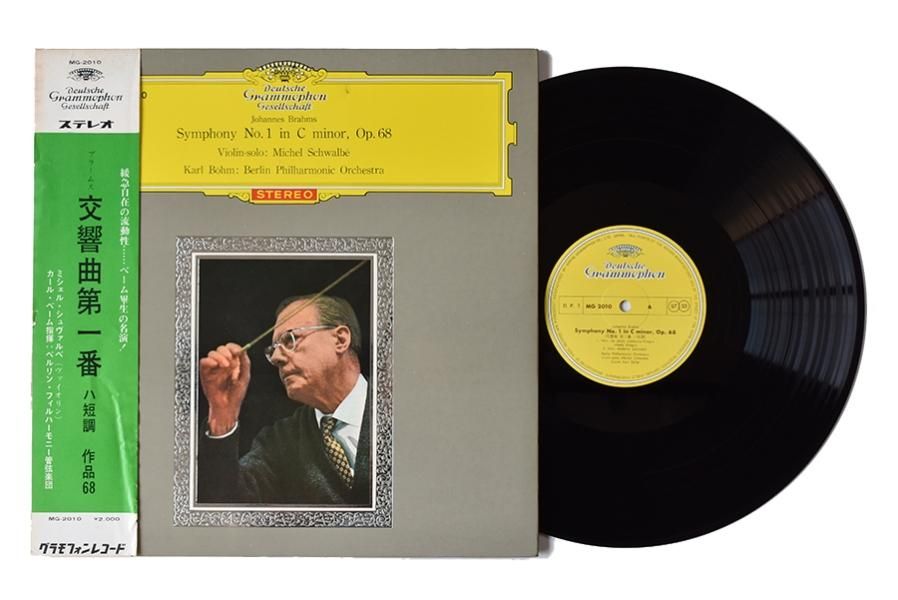 MG-2010
Deutsche
Grammophon
Gesellschaft
ステレオ
ブラームス
交響曲第一番 ハ短調 作品68
緩急自在の流動性……ベーム畢生の名演!
ミシェル・シュヴァルベ(ヴァイオリン)
カール・ベーム指揮:ベルリン・フィルハーモニー管弦楽団
MG-2010 ¥2,000
グラモフォンレコード
Deutsche
Grammophon
Gesellschaft
Johannes Brahms
Symphony No. 1 in C minor, Op. 68
Violin-solo: Michel Schwalbé
Karl Böhm: Berlin Philharmonic Orchestra
STEREO
Deutsche
Grammophon
MG 2010
Symphony No. 1 in C minor, Op. 68